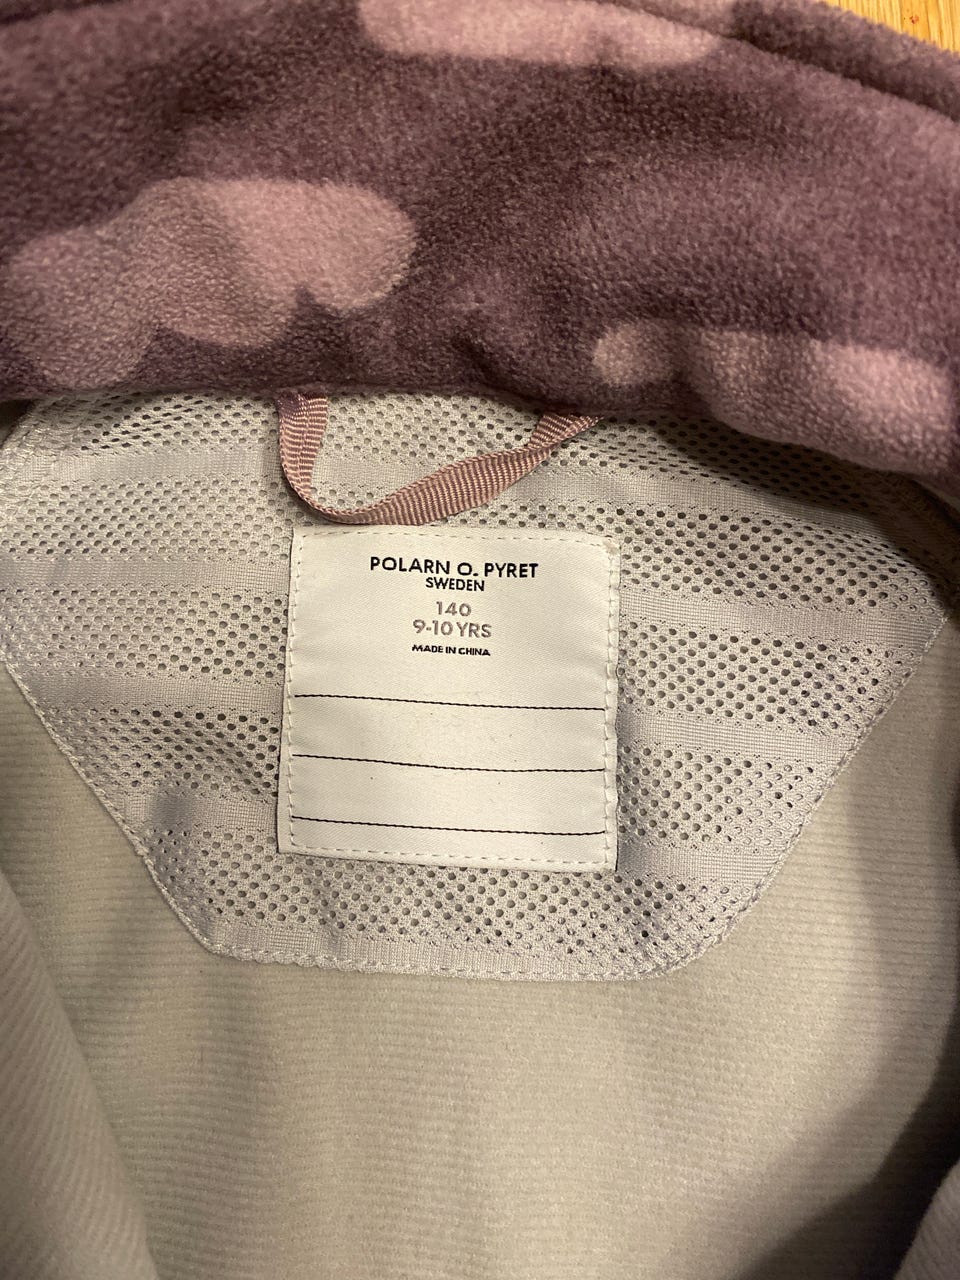 POLARN O. PYRET
SWEDEN
140
9-10 YRS
MADE IN CHINA